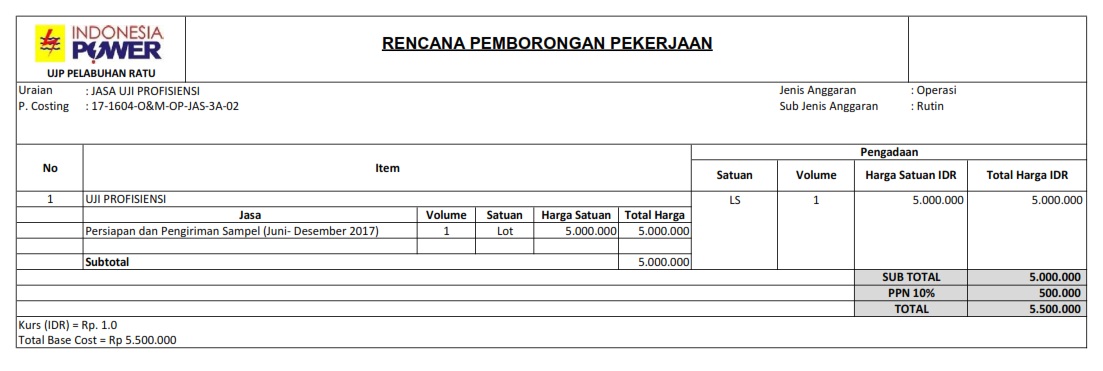 INDONESIA
POWER
UJP PELABUHAN RATU
RENCANA PEMBORONGAN PEKERJAAN
Uraian : JASA UJI PROFISIENSI Jenis Anggaran : Operasi
P. Costing : 17-1604-O&M-OP-JAS-3A-02 Sub Jenis Anggaran : Rutin
No Item Pengadaan
Satuan Volume Harga Satuan IDR Total Harga IDR
1 UJI PROFISIENSI LS 1 5.000.000 5.000.000
Jasa Volume Satuan Harga Satuan Total Harga
Persiapan dan Pengiriman Sampel (Juni- Desember 2017) 1 Lot 5.000.000 5.000.000
Subtotal 5.000.000
SUB TOTAL 5.000.000
PPN 10% 500.000
TOTAL 5.500.000
Kurs (IDR) = Rp. 1.0
Total Base Cost = Rp 5.500.000